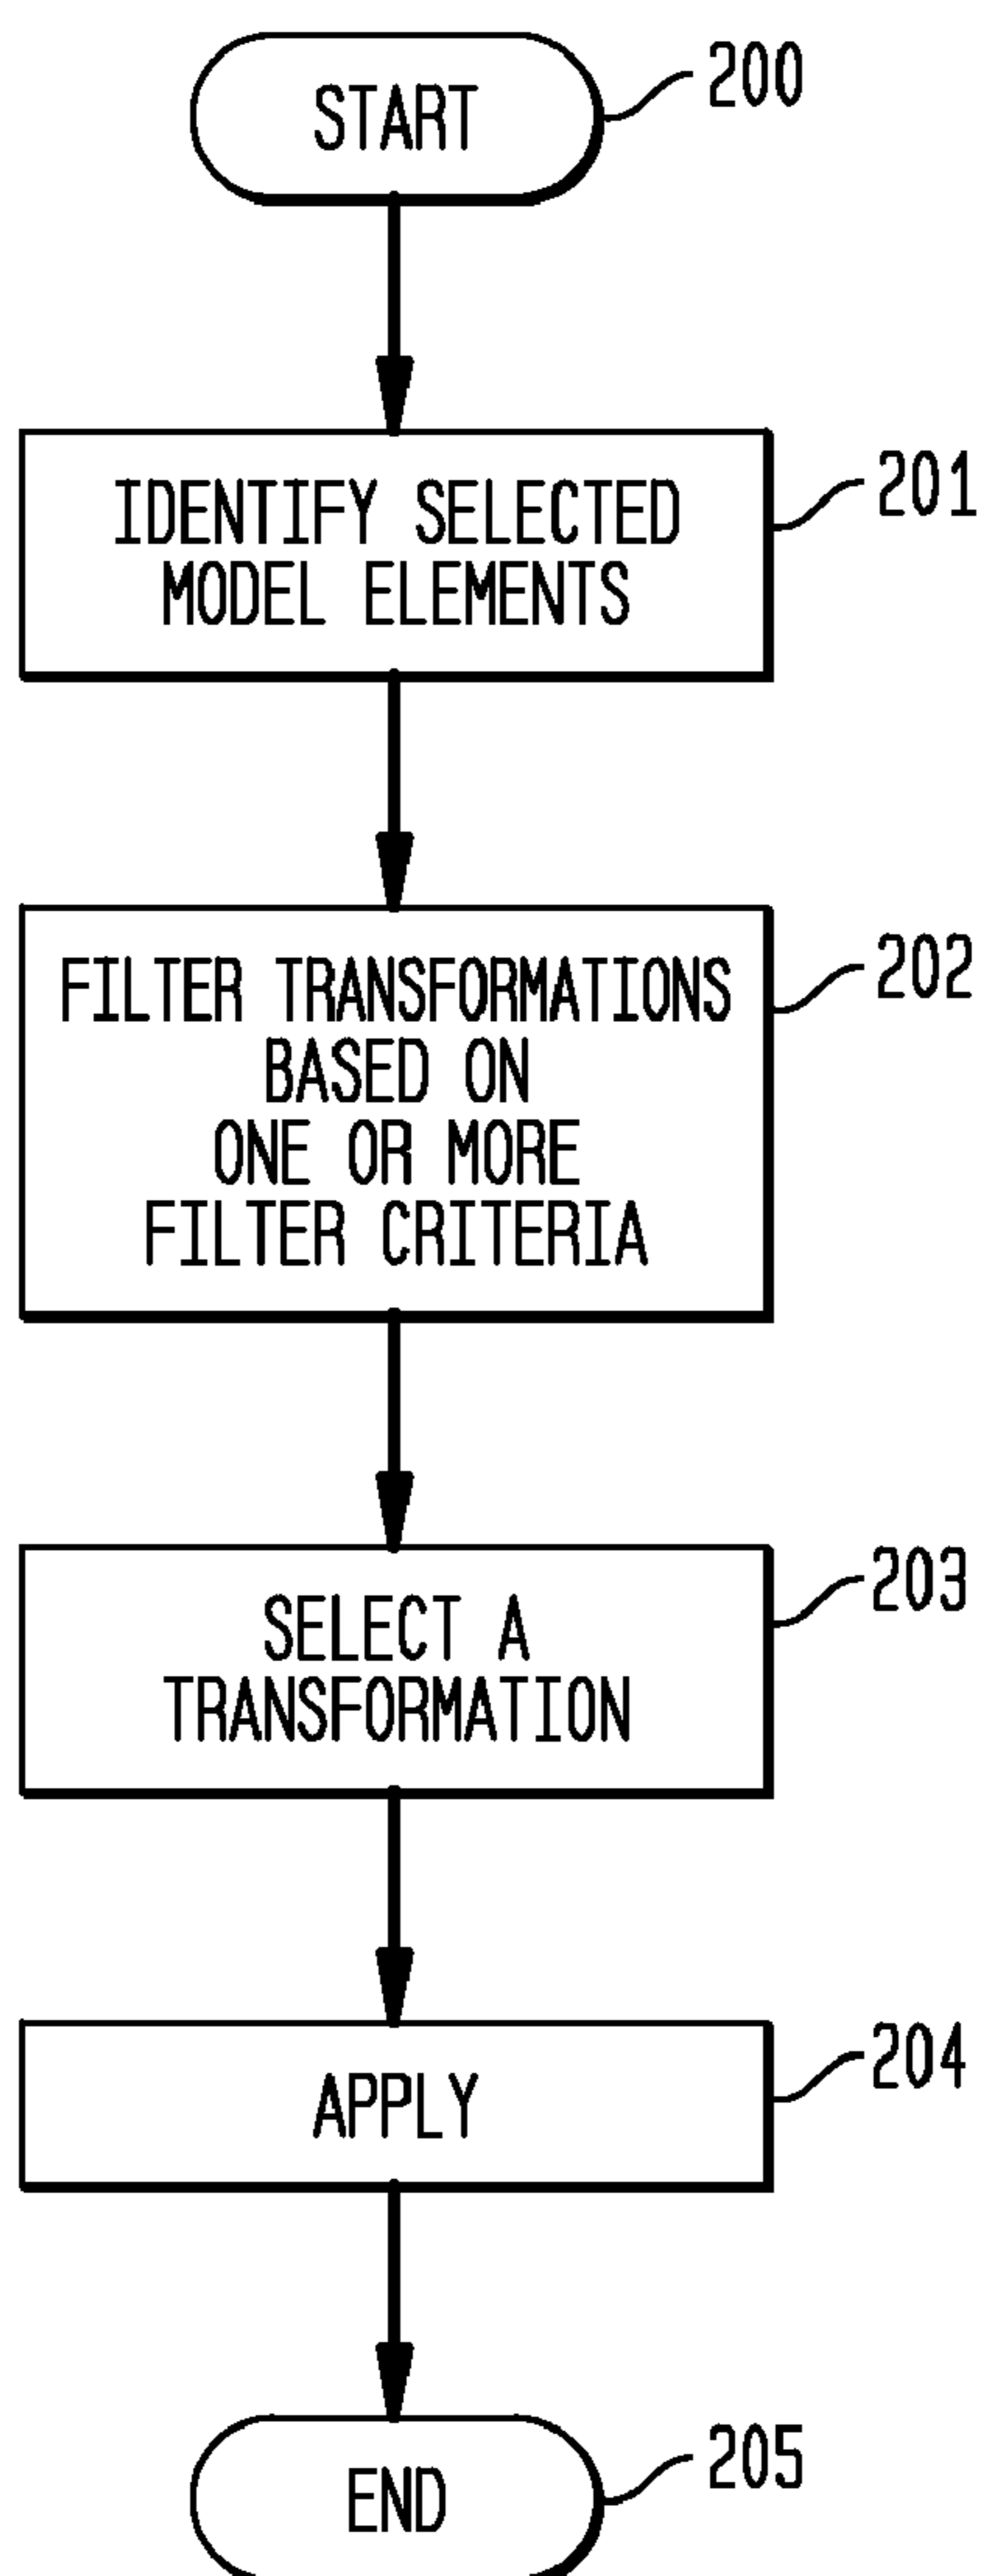 START
200
IDENTIFY SELECTED
MODEL ELEMENTS
201
FILTER TRANSFORMATIONS
BASED ON
ONE OR MORE
FILTER CRITERIA
202
SELECT A
TRANSFORMATION
203
APPLY
204
END
205